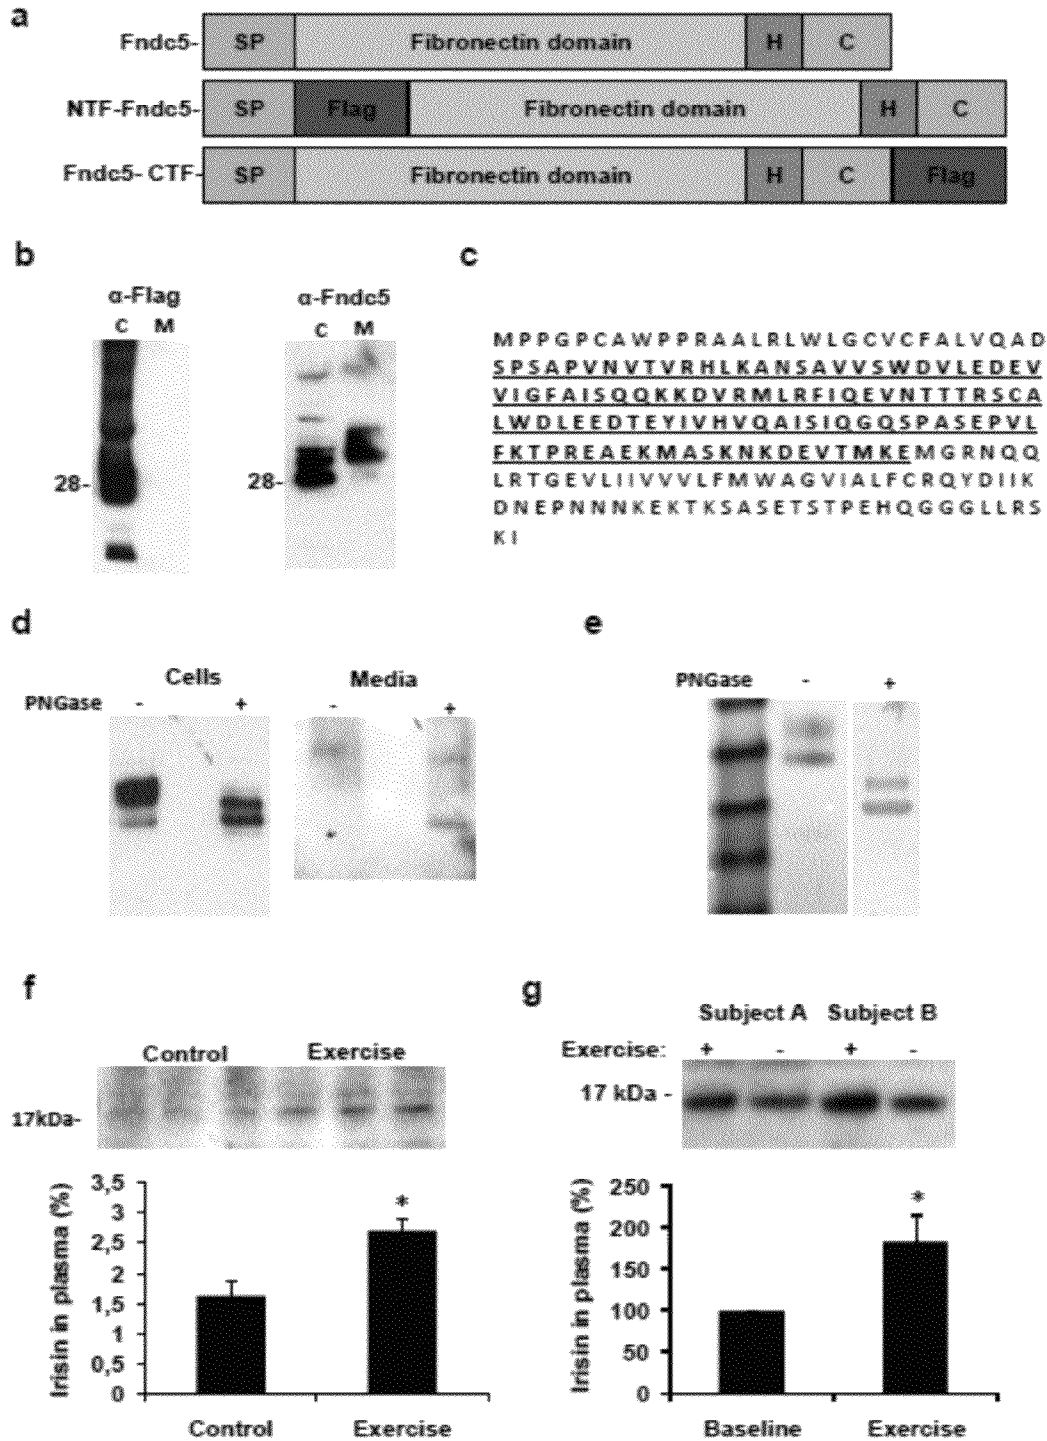 a
Fndc5- SP Fibronectin domain H C
NTF-Fndc5- SP Flag Fibronectin domain H C
Fndc5- CTF- SP Fibronectin domain H C Flag
b
α-Flag
C M
28-
α-Fndc5
C M
28-
c
M P P G P C A W P P R A A L R L W L G C V C F A L V Q A D
S P S A P V N V T V R H L K A N S A V V S W D V L E D E V
V I G F A I S Q Q K K D V R M L R F I Q E V N T T T R S C A
L W D L E E D T E Y I V H V Q A I S I Q G Q S P A S E P V L
F K T P R E A E K M A S K N K D E V T M K E M G R N Q Q
L R T G E V L I I V V V L F M W A G V I A L F C R Q Y D I I K
D N E P N N N K E K T K S A S E T S T P E H Q G G G L L R S
K I
d
Cells Media
PNGase - + - +
e
PNGase - +
f
Control Exercise
17kDa-
Irisin in plasma (%)
3,5
3
2,5
2
1,5
1
0,5
0
*
Control Exercise
g
Subject A Subject B
Exercise: + - + -
17 kDa -
Irisin in plasma (%)
250
200
150
100
50
0
*
Baseline Exercise